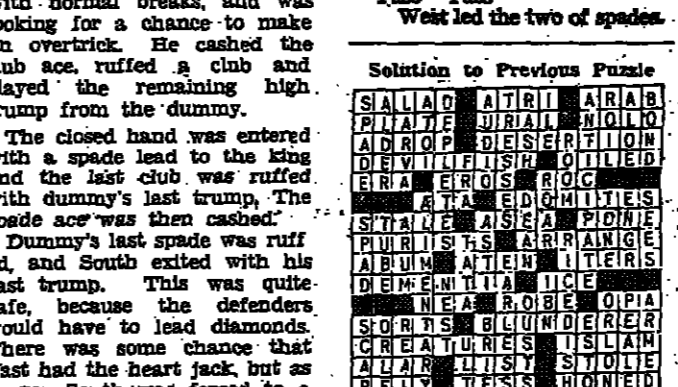 with normal breaks, and was
looking for a chance to make
an overtrick. He cashed the
club ace, ruffed a club and
played the remaining high
trump from the dummy.
The closed hand was entered
with a spade lead to the king
and the last club was ruffed
with dummy's last trump. The
spade ace was then cashed.
Dummy's last spade was ruff
ed, and South exited with his
last trump. This was quite
safe, because the defenders
would have to lead diamonds.
There was some chance that
East had the heart jack, but as
West led the two of spades.
Solution to Previous Puzzle
SALAD ATRI ARAB
PLATE URAL NOLO
ADROP DESERTION
DEVILFISH OILED
ERA EROS ROC
AETA EDOMITES
STALE ASEA PONE
PURISTS ARRANGE
ABUM ATEN ITERS
DEMENTIA ICE
NEA ROBE OPA
SORTS BLUNDERER
CREATURES ISLAM
ALAR LIST STOLE
RELY TESS HONED